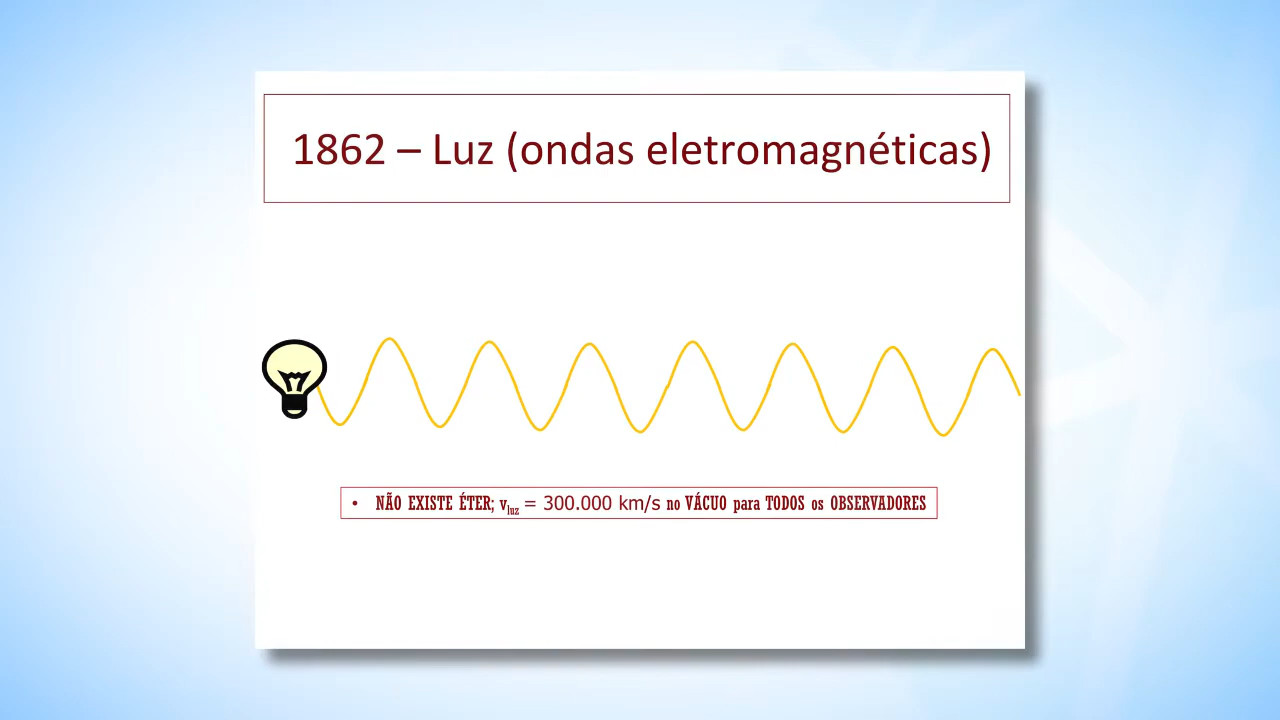 1862 – Luz (ondas eletromagnéticas)
• NÃO EXISTE ÉTER; vluz = 300.000 km/s no VÁCUO para TODOS os OBSERVADORES